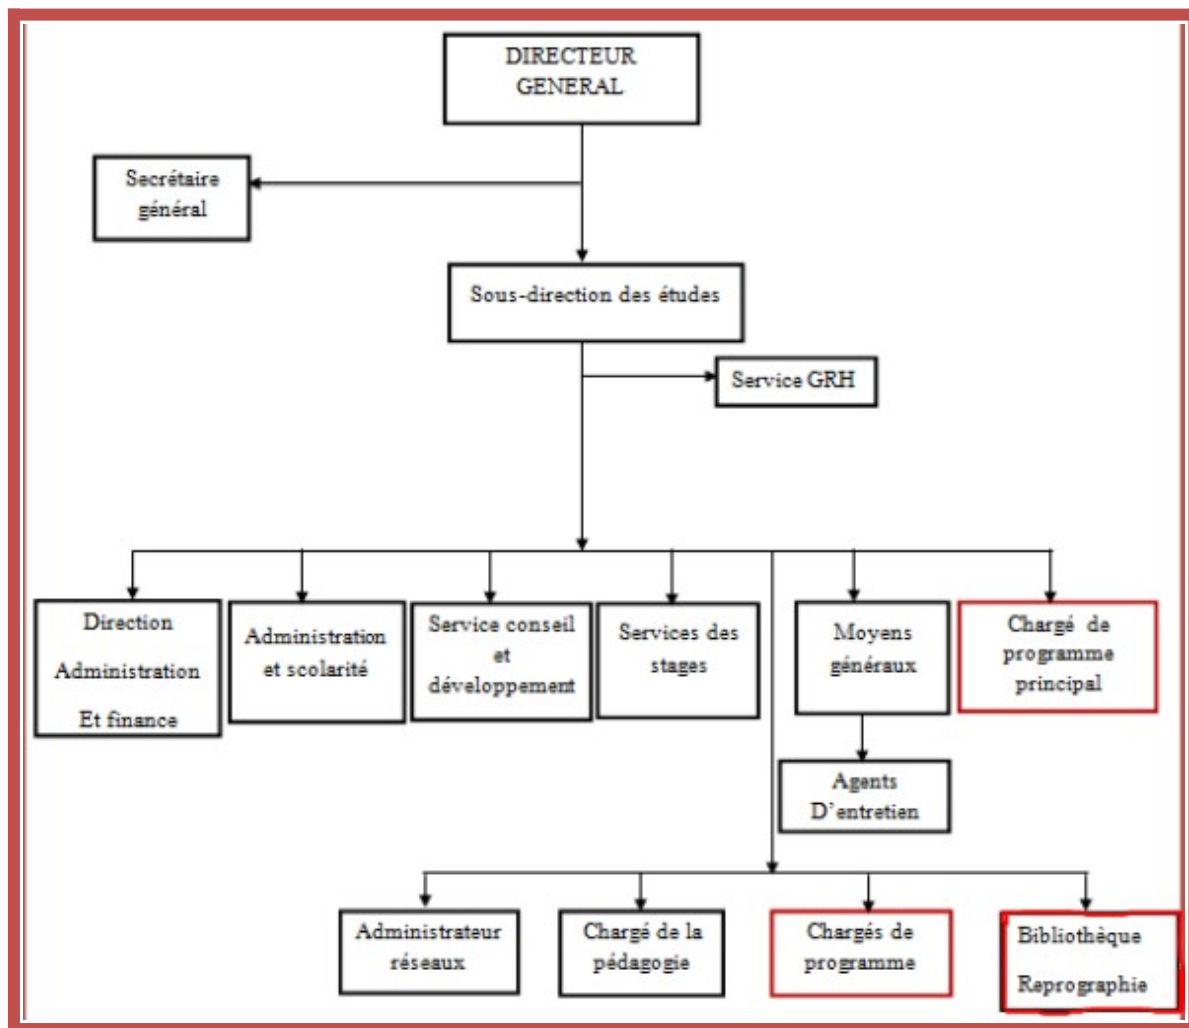 DIRECTEUR
GENERAL
Secrétaire
général
Sous-direction des études
Service GRH
Direction
Administration
Et finance
Administration
et scolarité
Service conseil
et
développement
Services des
stages
Moyens
généraux
Chargé de
programme
principal
Agents
D’entretien
Administrateur
réseaux
Chargé de la
pédagogie
Chargés de
programme
Bibliothèque
Reprographie